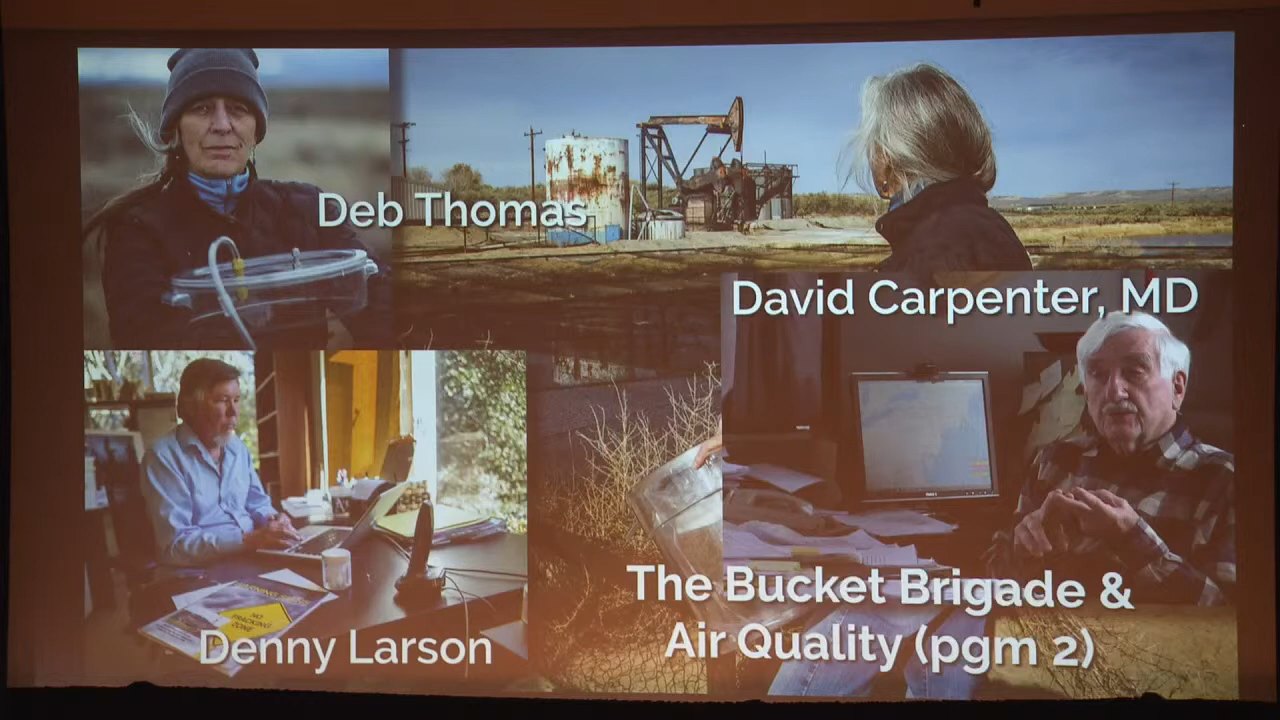 Deb Thomas
David Carpenter, MD
The Bucket Brigade &
Air Quality (pgm 2)
Denny Larson